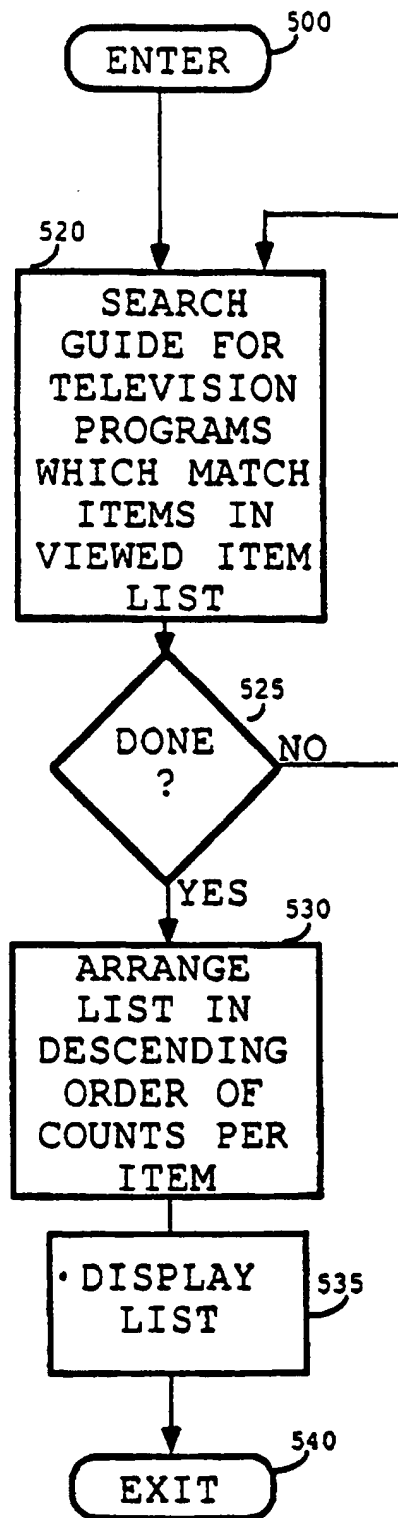 500
ENTER
520
SEARCH
GUIDE FOR
TELEVISION
PROGRAMS
WHICH MATCH
ITEMS IN
VIEWED ITEM
LIST
525
DONE
?
NO
YES
530
ARRANGE
LIST IN
DESCENDING
ORDER OF
COUNTS PER
ITEM
DISPLAY
LIST
535
540
EXIT